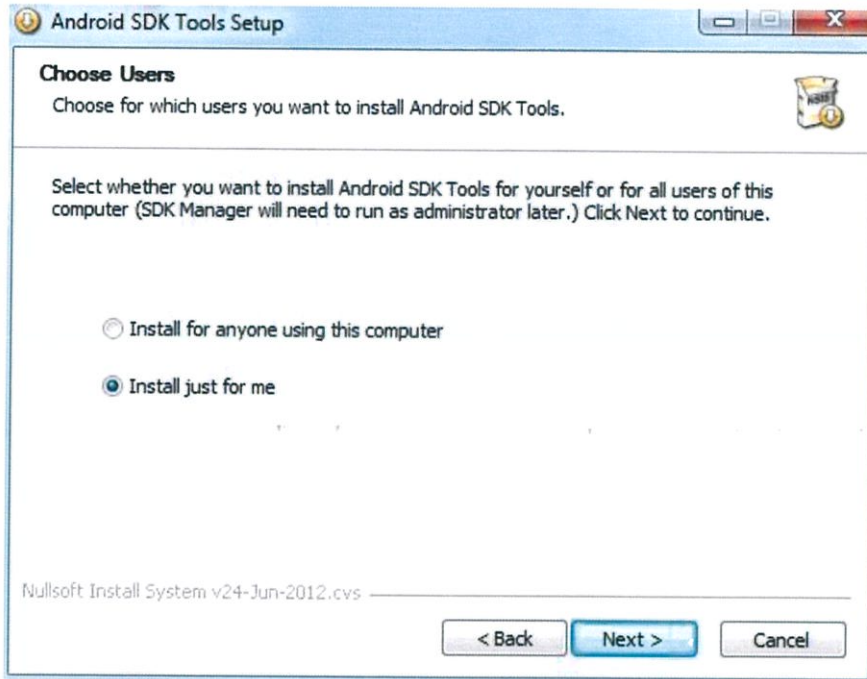 Android SDK Tools Setup
Choose Users
Choose for which users you want to install Android SDK Tools.
Select whether you want to install Android SDK Tools for yourself or for all users of this
computer (SDK Manager will need to run as administrator later.) Click Next to continue.
Install for anyone using this computer
Install just for me
Nullsoft Install System v24-Jun-2012.cvs
< Back
Next >
Cancel